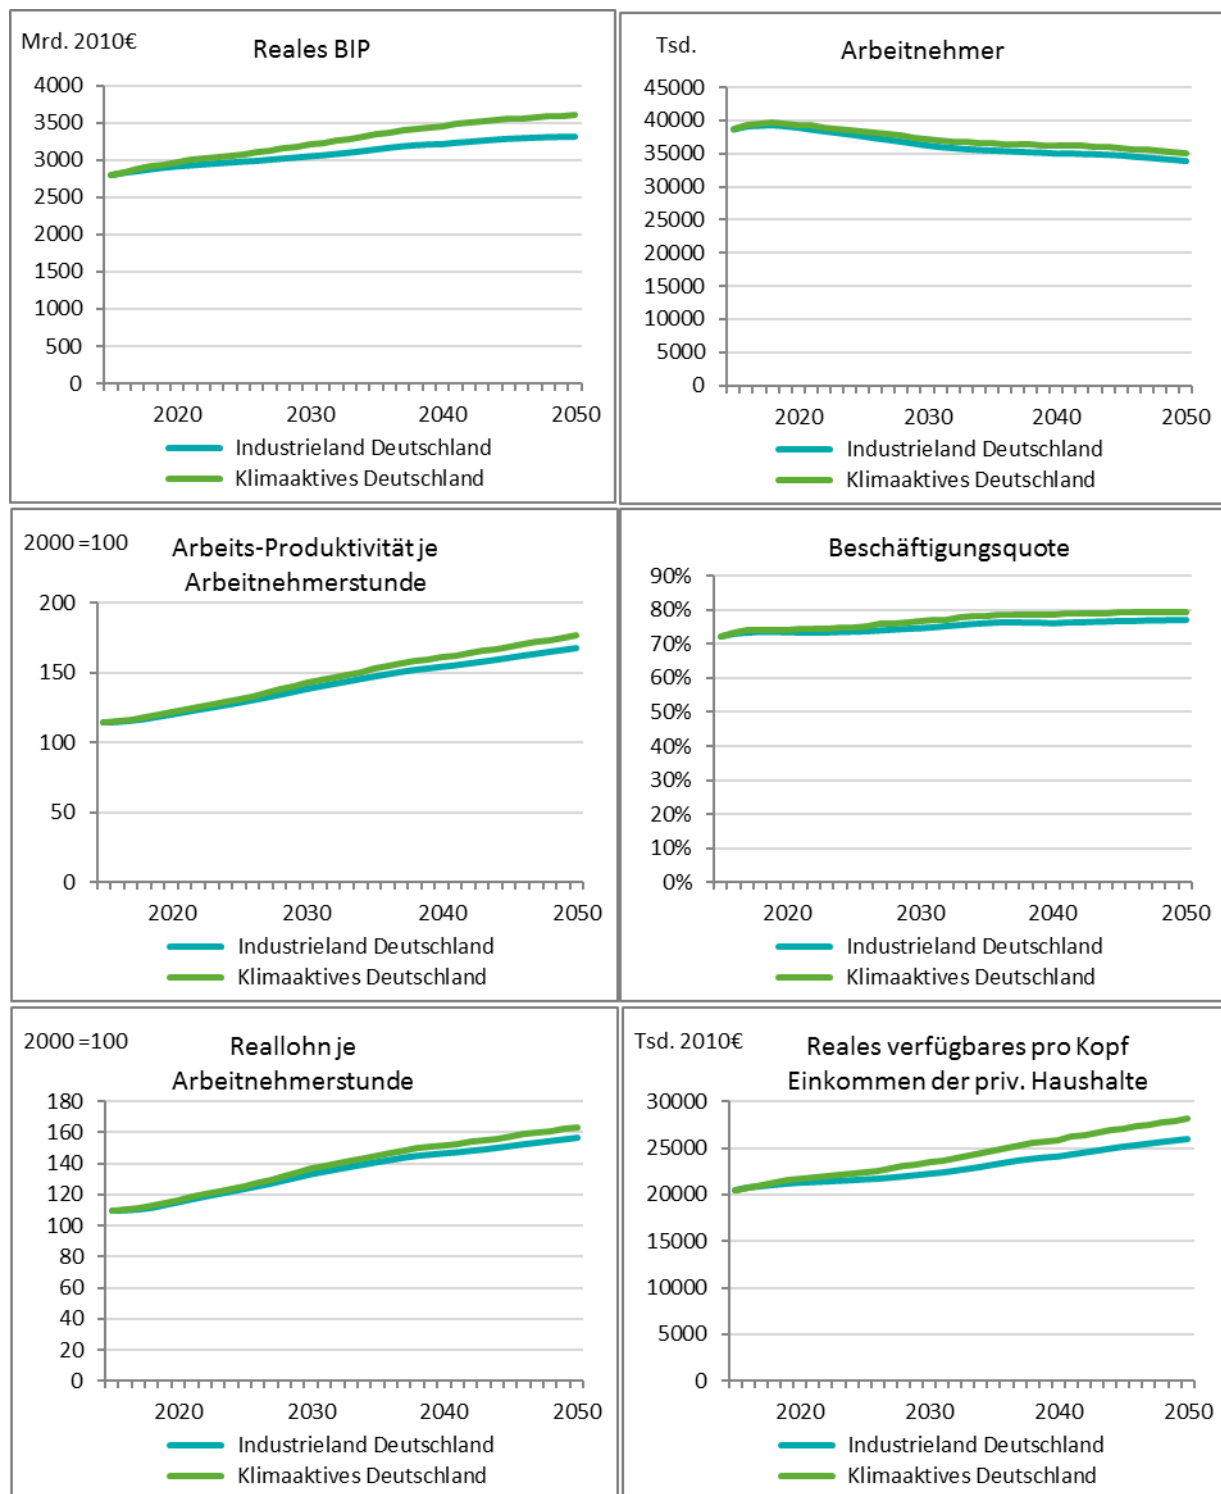 Mrd. 2010€
Reales BIP
4000
3500
3000
2500
2000
1500
1000
500
0
2020 2030 2040 2050
Industrieland Deutschland
Klimaaktives Deutschland
Tsd.
Arbeitnehmer
45000
40000
35000
30000
25000
20000
15000
10000
5000
0
2020 2030 2040 2050
Industrieland Deutschland
Klimaaktives Deutschland
2000 =100
Arbeits-Produktivität je
Arbeitnehmerstunde
200
150
100
50
0
2020 2030 2040 2050
Industrieland Deutschland
Klimaaktives Deutschland
Beschäftigungsquote
90%
80%
70%
60%
50%
40%
30%
20%
10%
0%
2020 2030 2040 2050
Industrieland Deutschland
Klimaaktives Deutschland
2000 =100
Reallohn je
Arbeitnehmerstunde
180
160
140
120
100
80
60
40
20
0
2020 2030 2040 2050
Industrieland Deutschland
Klimaaktives Deutschland
Tsd. 2010€
Reales verfügbares pro Kopf
Einkommen der priv. Haushalte
30000
25000
20000
15000
10000
5000
0
2020 2030 2040 2050
Industrieland Deutschland
Klimaaktives Deutschland